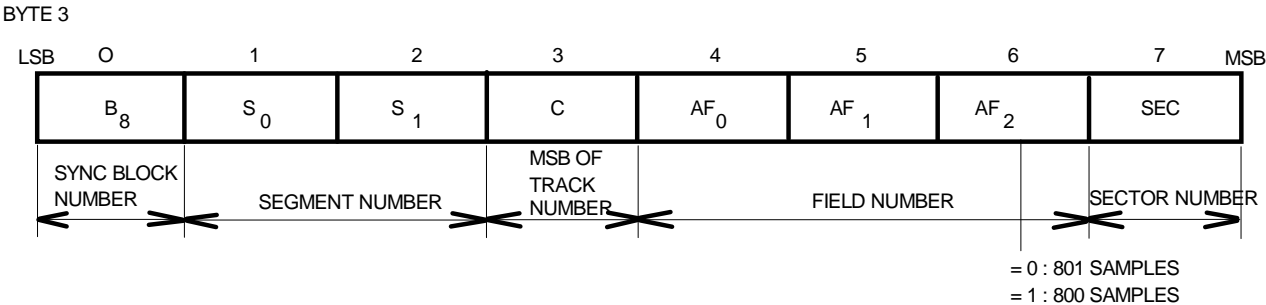 BYTE 3
LSB O 1 2 3 4 5 6 7 MSB
B8 S0 S1 C AF0 AF1 AF2 SEC
SYNC BLOCK
NUMBER
SEGMENT NUMBER
MSB OF
TRACK
NUMBER
FIELD NUMBER
SECTOR NUMBER
= 0 : 801 SAMPLES
= 1 : 800 SAMPLES